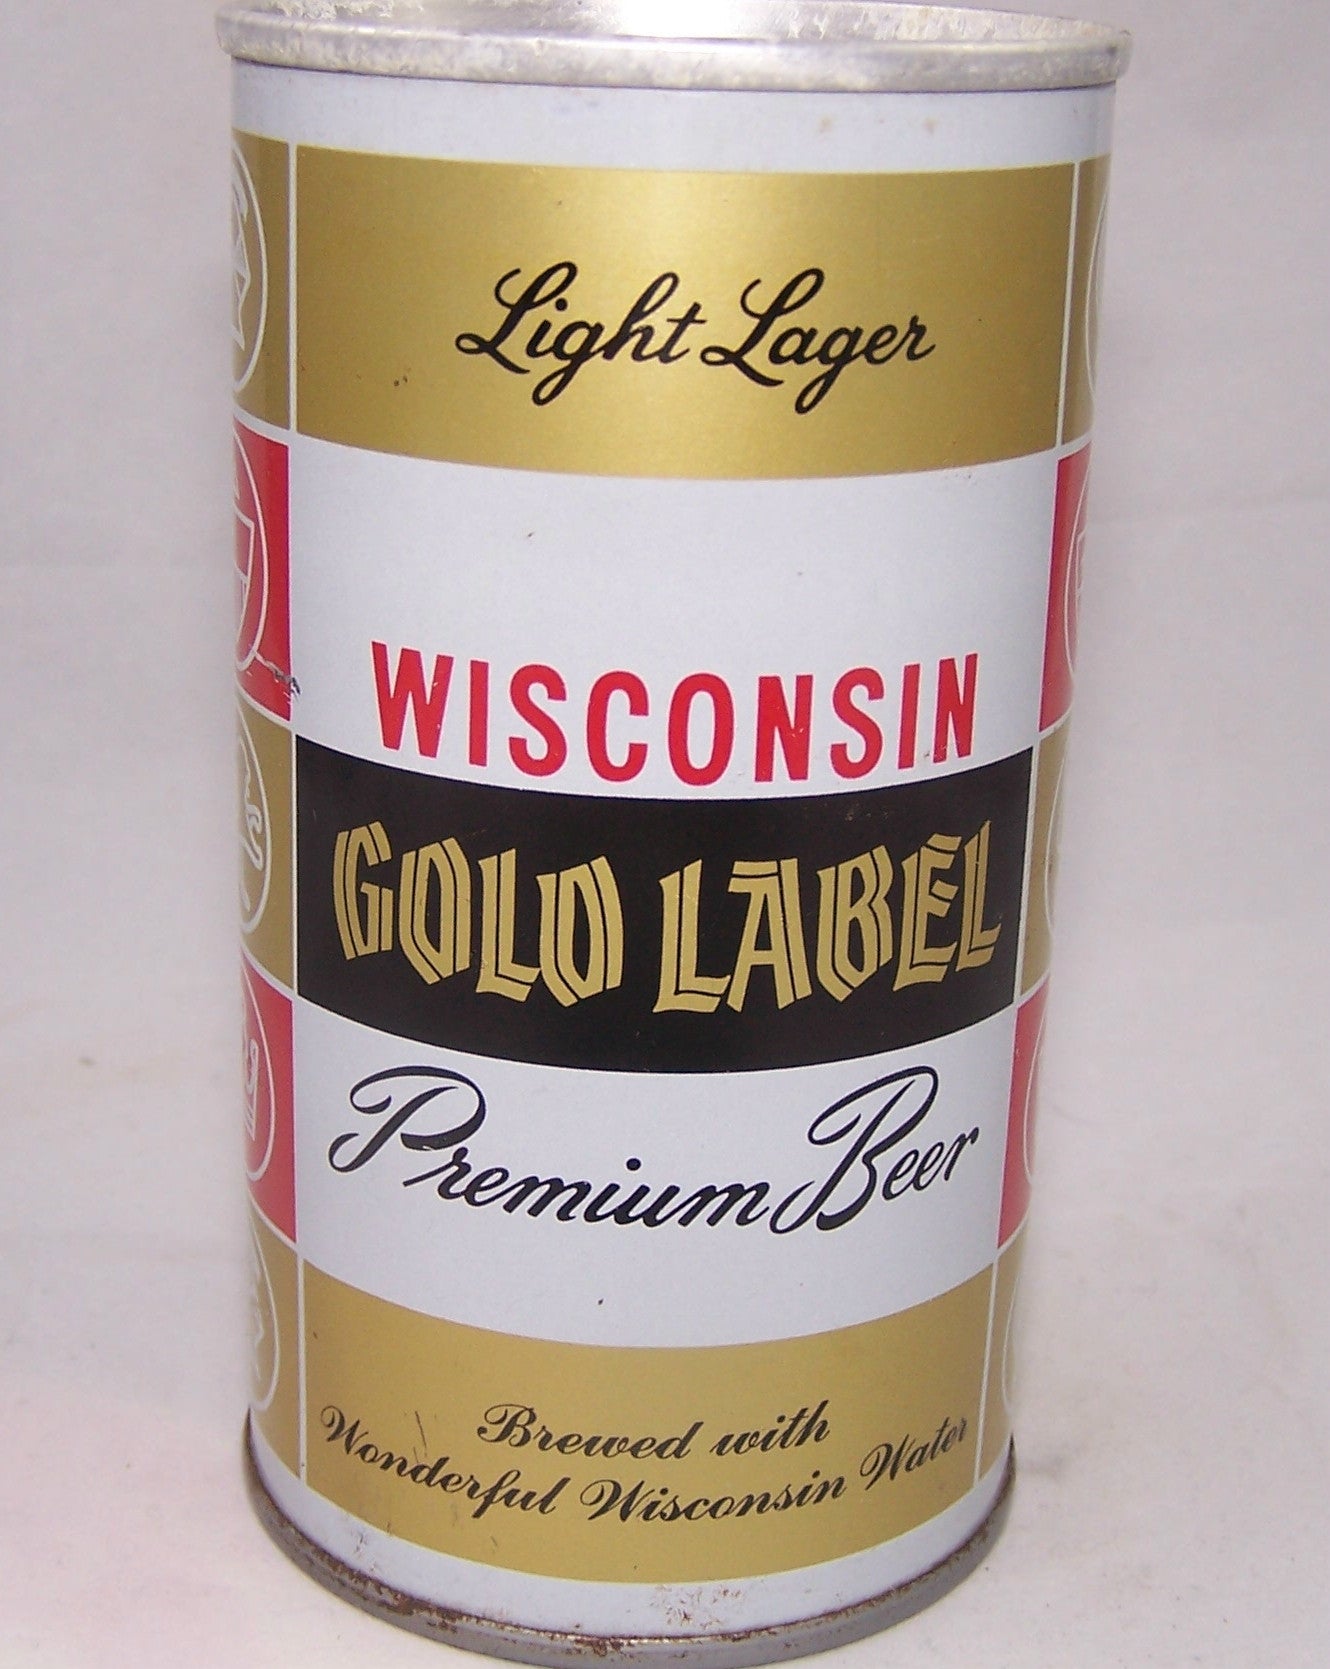 Light Lager
WISCONSIN
GOLD LABEL
Premium Beer
Brewed with
Wonderful Wisconsin Water